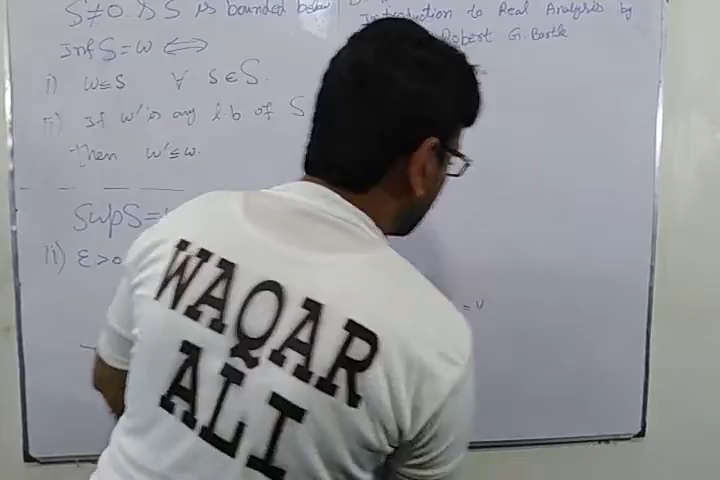 S≠0. & S is bounded below
Introduction to Real Analysis by
Robert G. Bartle
Inf S = w ⟺
i) w≤s ∀ s∈S.
ii) If w' is any l.b of S
then w'≤w.
Sup S =
ii) ε>0
= v
WAQAR
ALI